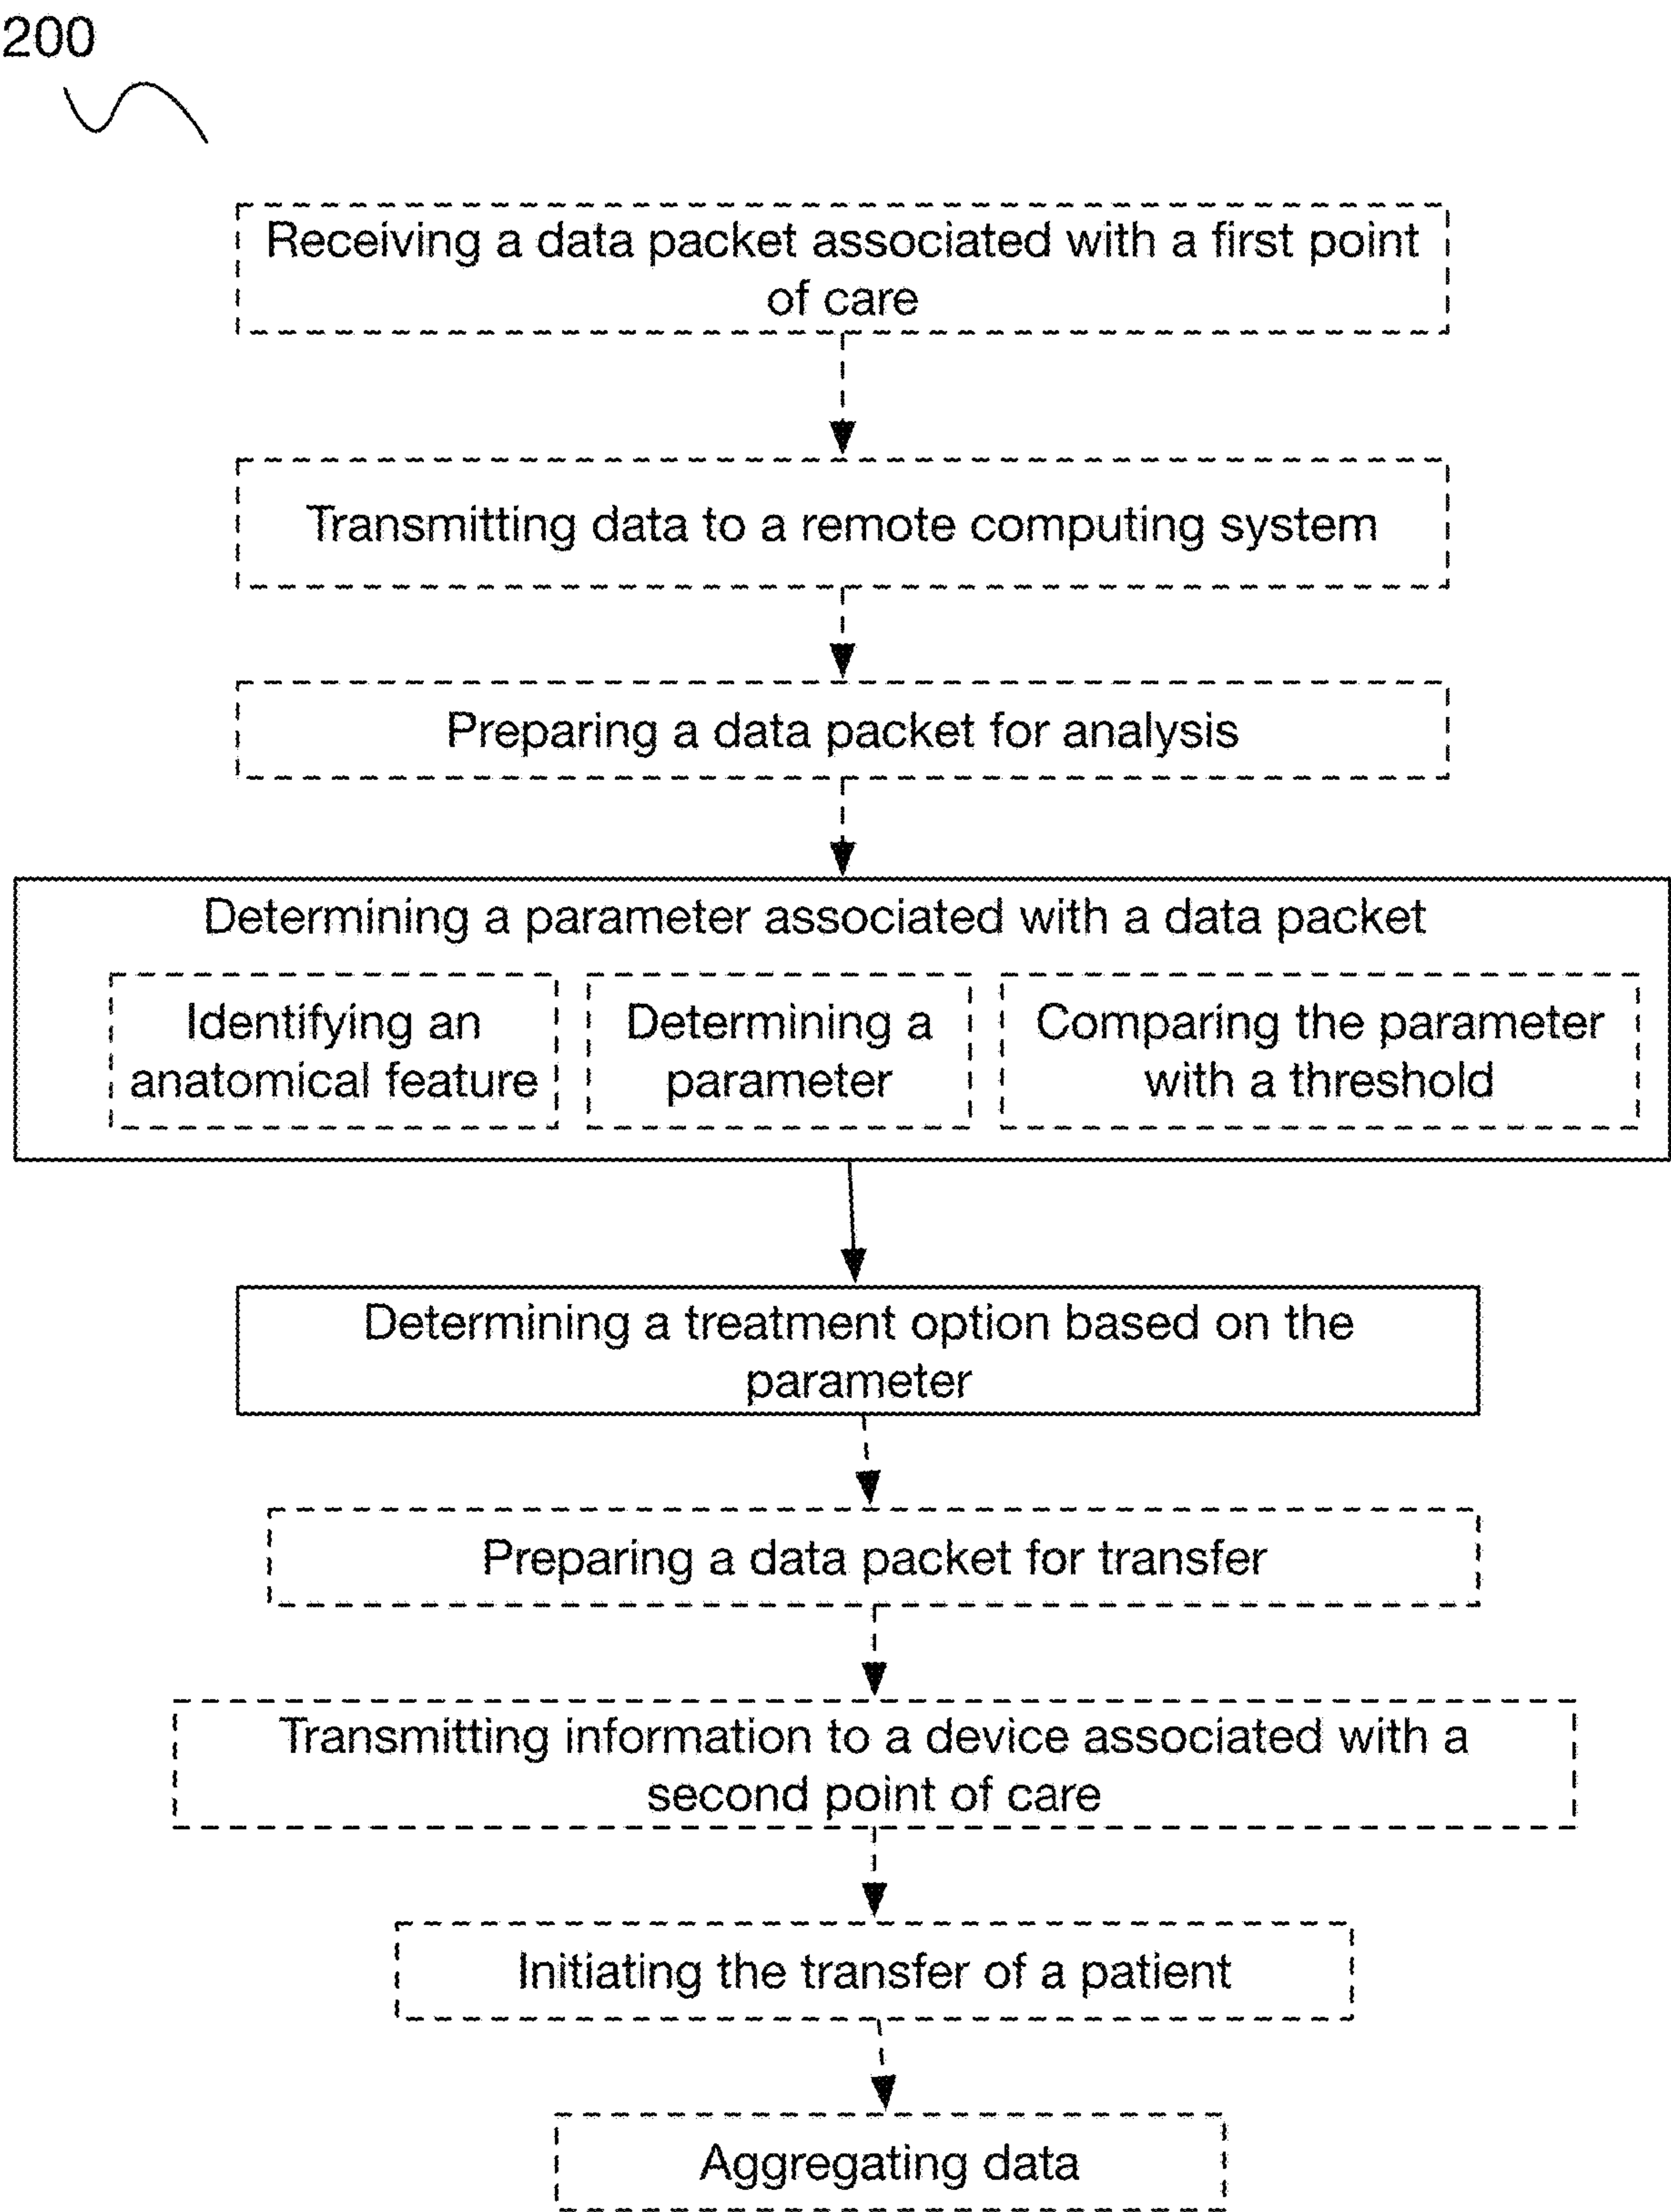 200
Receiving a data packet associated with a first point
of care
Transmitting data to a remote computing system
Preparing a data packet for analysis
Determining a parameter associated with a data packet
Identifying an
anatomical feature
Determining a
parameter
Comparing the parameter
with a threshold
Determining a treatment option based on the
parameter
Preparing a data packet for transfer
Transmitting information to a device associated with a
second point of care
Initiating the transfer of a patient
Aggregating data